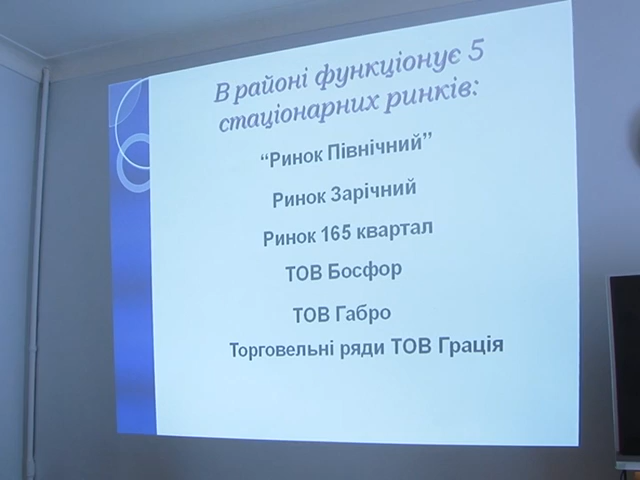 В районі функціонує 5
стаціонарних ринків:
“Ринок Північний”
Ринок Зарічний
Ринок 165 квартал
ТОВ Босфор
ТОВ Габро
Торговельні ряди ТОВ Грація